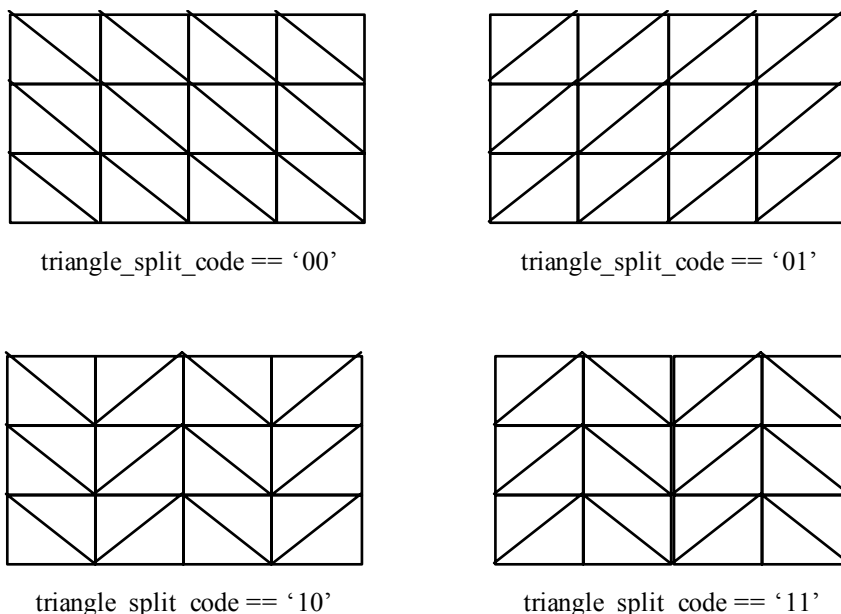 triangle_split_code == ‘00’
triangle_split_code == ‘01’
triangle_split_code == ‘10’
triangle_split_code == ‘11’